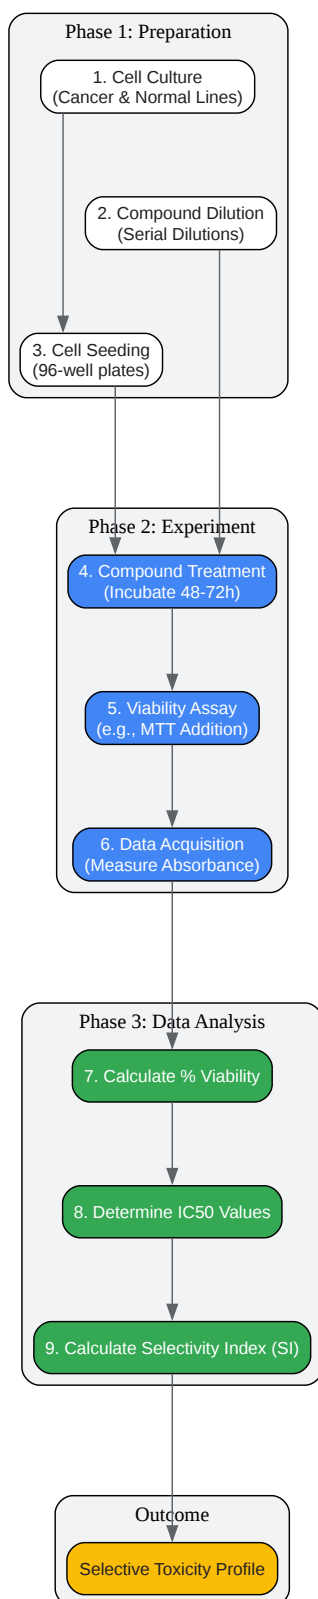 Phase 1: Preparation
1. Cell Culture
(Cancer & Normal Lines)
2. Compound Dilution
(Serial Dilutions)
3. Cell Seeding
(96-well plates)
Phase 2: Experiment
4. Compound Treatment
(Incubate 48-72h)
5. Viability Assay
(e.g., MTT Addition)
6. Data Acquisition
(Measure Absorbance)
Phase 3: Data Analysis
7. Calculate % Viability
8. Determine IC50 Values
9. Calculate Selectivity Index (SI)
Outcome
Selective Toxicity Profile